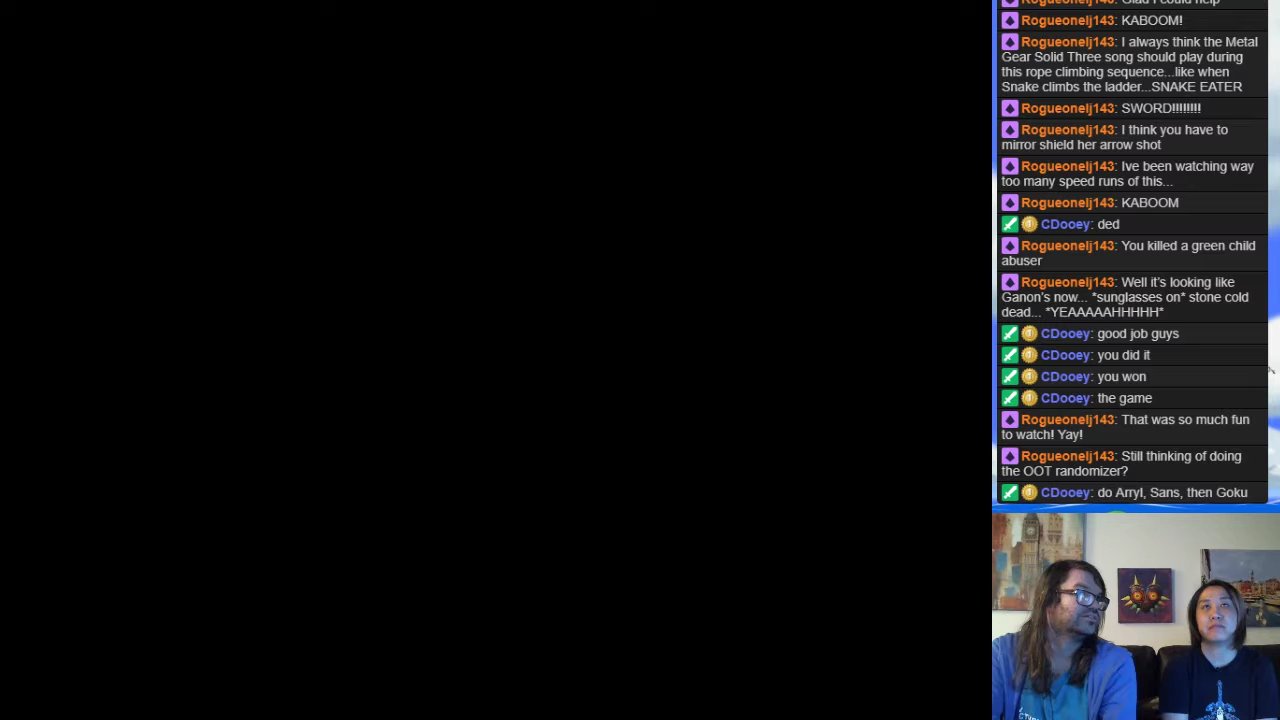 Rogueonelj143: Glad I could help
Rogueonelj143: KABOOM!
Rogueonelj143: I always think the Metal
Gear Solid Three song should play during
this rope climbing sequence...like when
Snake climbs the ladder...SNAKE EATER
Rogueonelj143: SWORD!!!!!!!!
Rogueonelj143: I think you have to
mirror shield her arrow shot
Rogueonelj143: Ive been watching way
too many speed runs of this...
Rogueonelj143: KABOOM
CDooey: ded
Rogueonelj143: You killed a green child
abuser
Rogueonelj143: Well it's looking like
Ganon's now... *sunglasses on* stone cold
dead... *YEAAAAAHHHHH*
CDooey: good job guys
CDooey: you did it
CDooey: you won
CDooey: the game
Rogueonelj143: That was so much fun
to watch! Yay!
Rogueonelj143: Still thinking of doing
the OOT randomizer?
CDooey: do Arryl, Sans, then Goku